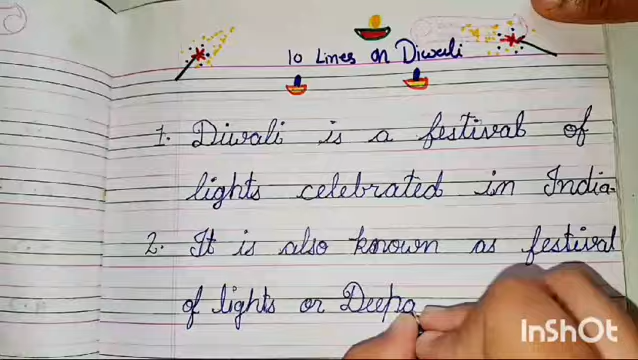 10 Lines on Diwali
1. Diwali is a festival of
lights celebrated in India.
2. It is also known as festival
of lights or Deepa
InShOt